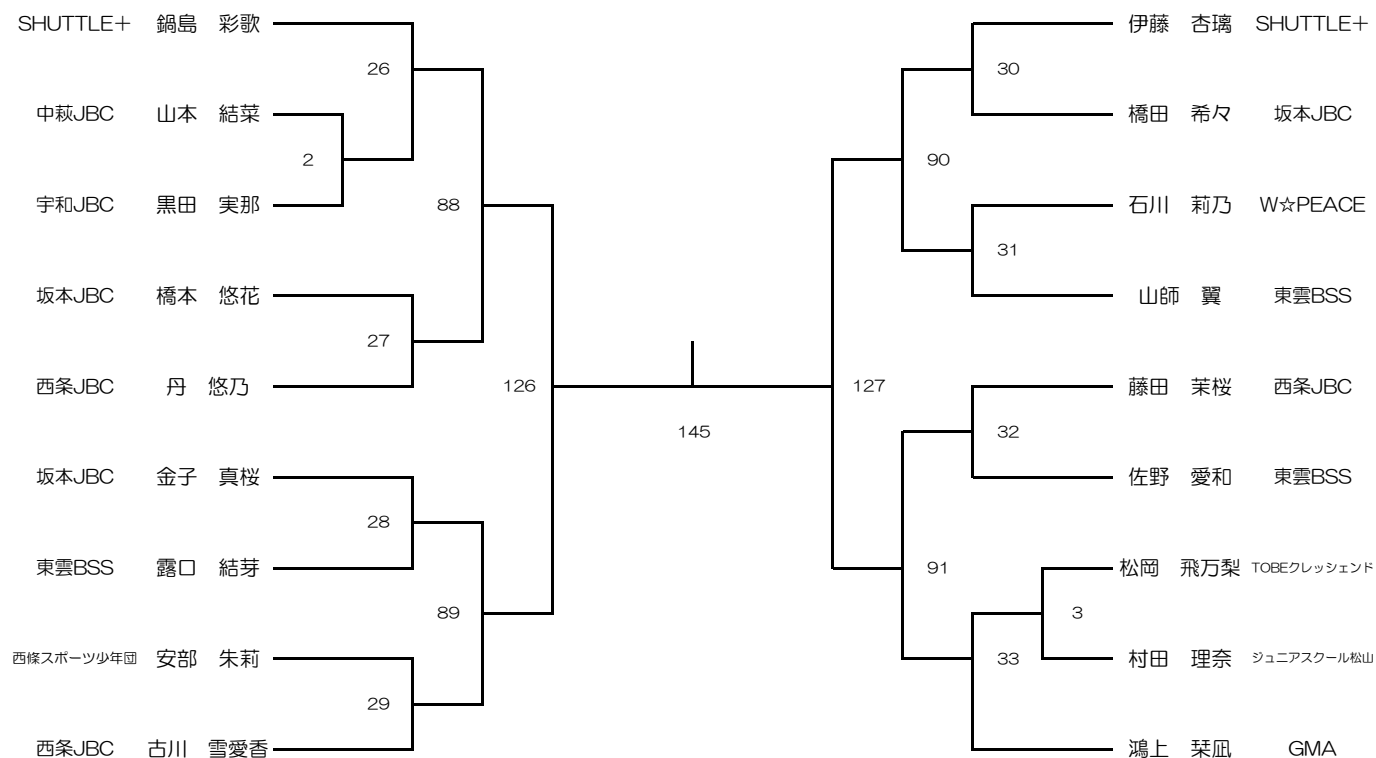 SHUTTLE＋ 鍋島　彩歌
26
中萩JBC 山本　結菜
2
宇和JBC 黒田　実那
88
坂本JBC 橋本　悠花
27
西条JBC 丹　悠乃
126
坂本JBC 金子　真桜
28
東雲BSS 露口　結芽
89
西條スポーツ少年団 安部　朱莉
29
西条JBC 古川　雪愛香
145
伊藤　杏璃 SHUTTLE＋
30
橋田　希々 坂本JBC
90
石川　莉乃 W☆PEACE
31
山師　翼 東雲BSS
127
藤田　茉桜 西条JBC
32
佐野　愛和 東雲BSS
91
松岡　飛万梨 TOBEクレッシェンド
3
村田　理奈 ジュニアスクール松山
33
鴻上　栞凪 GMA